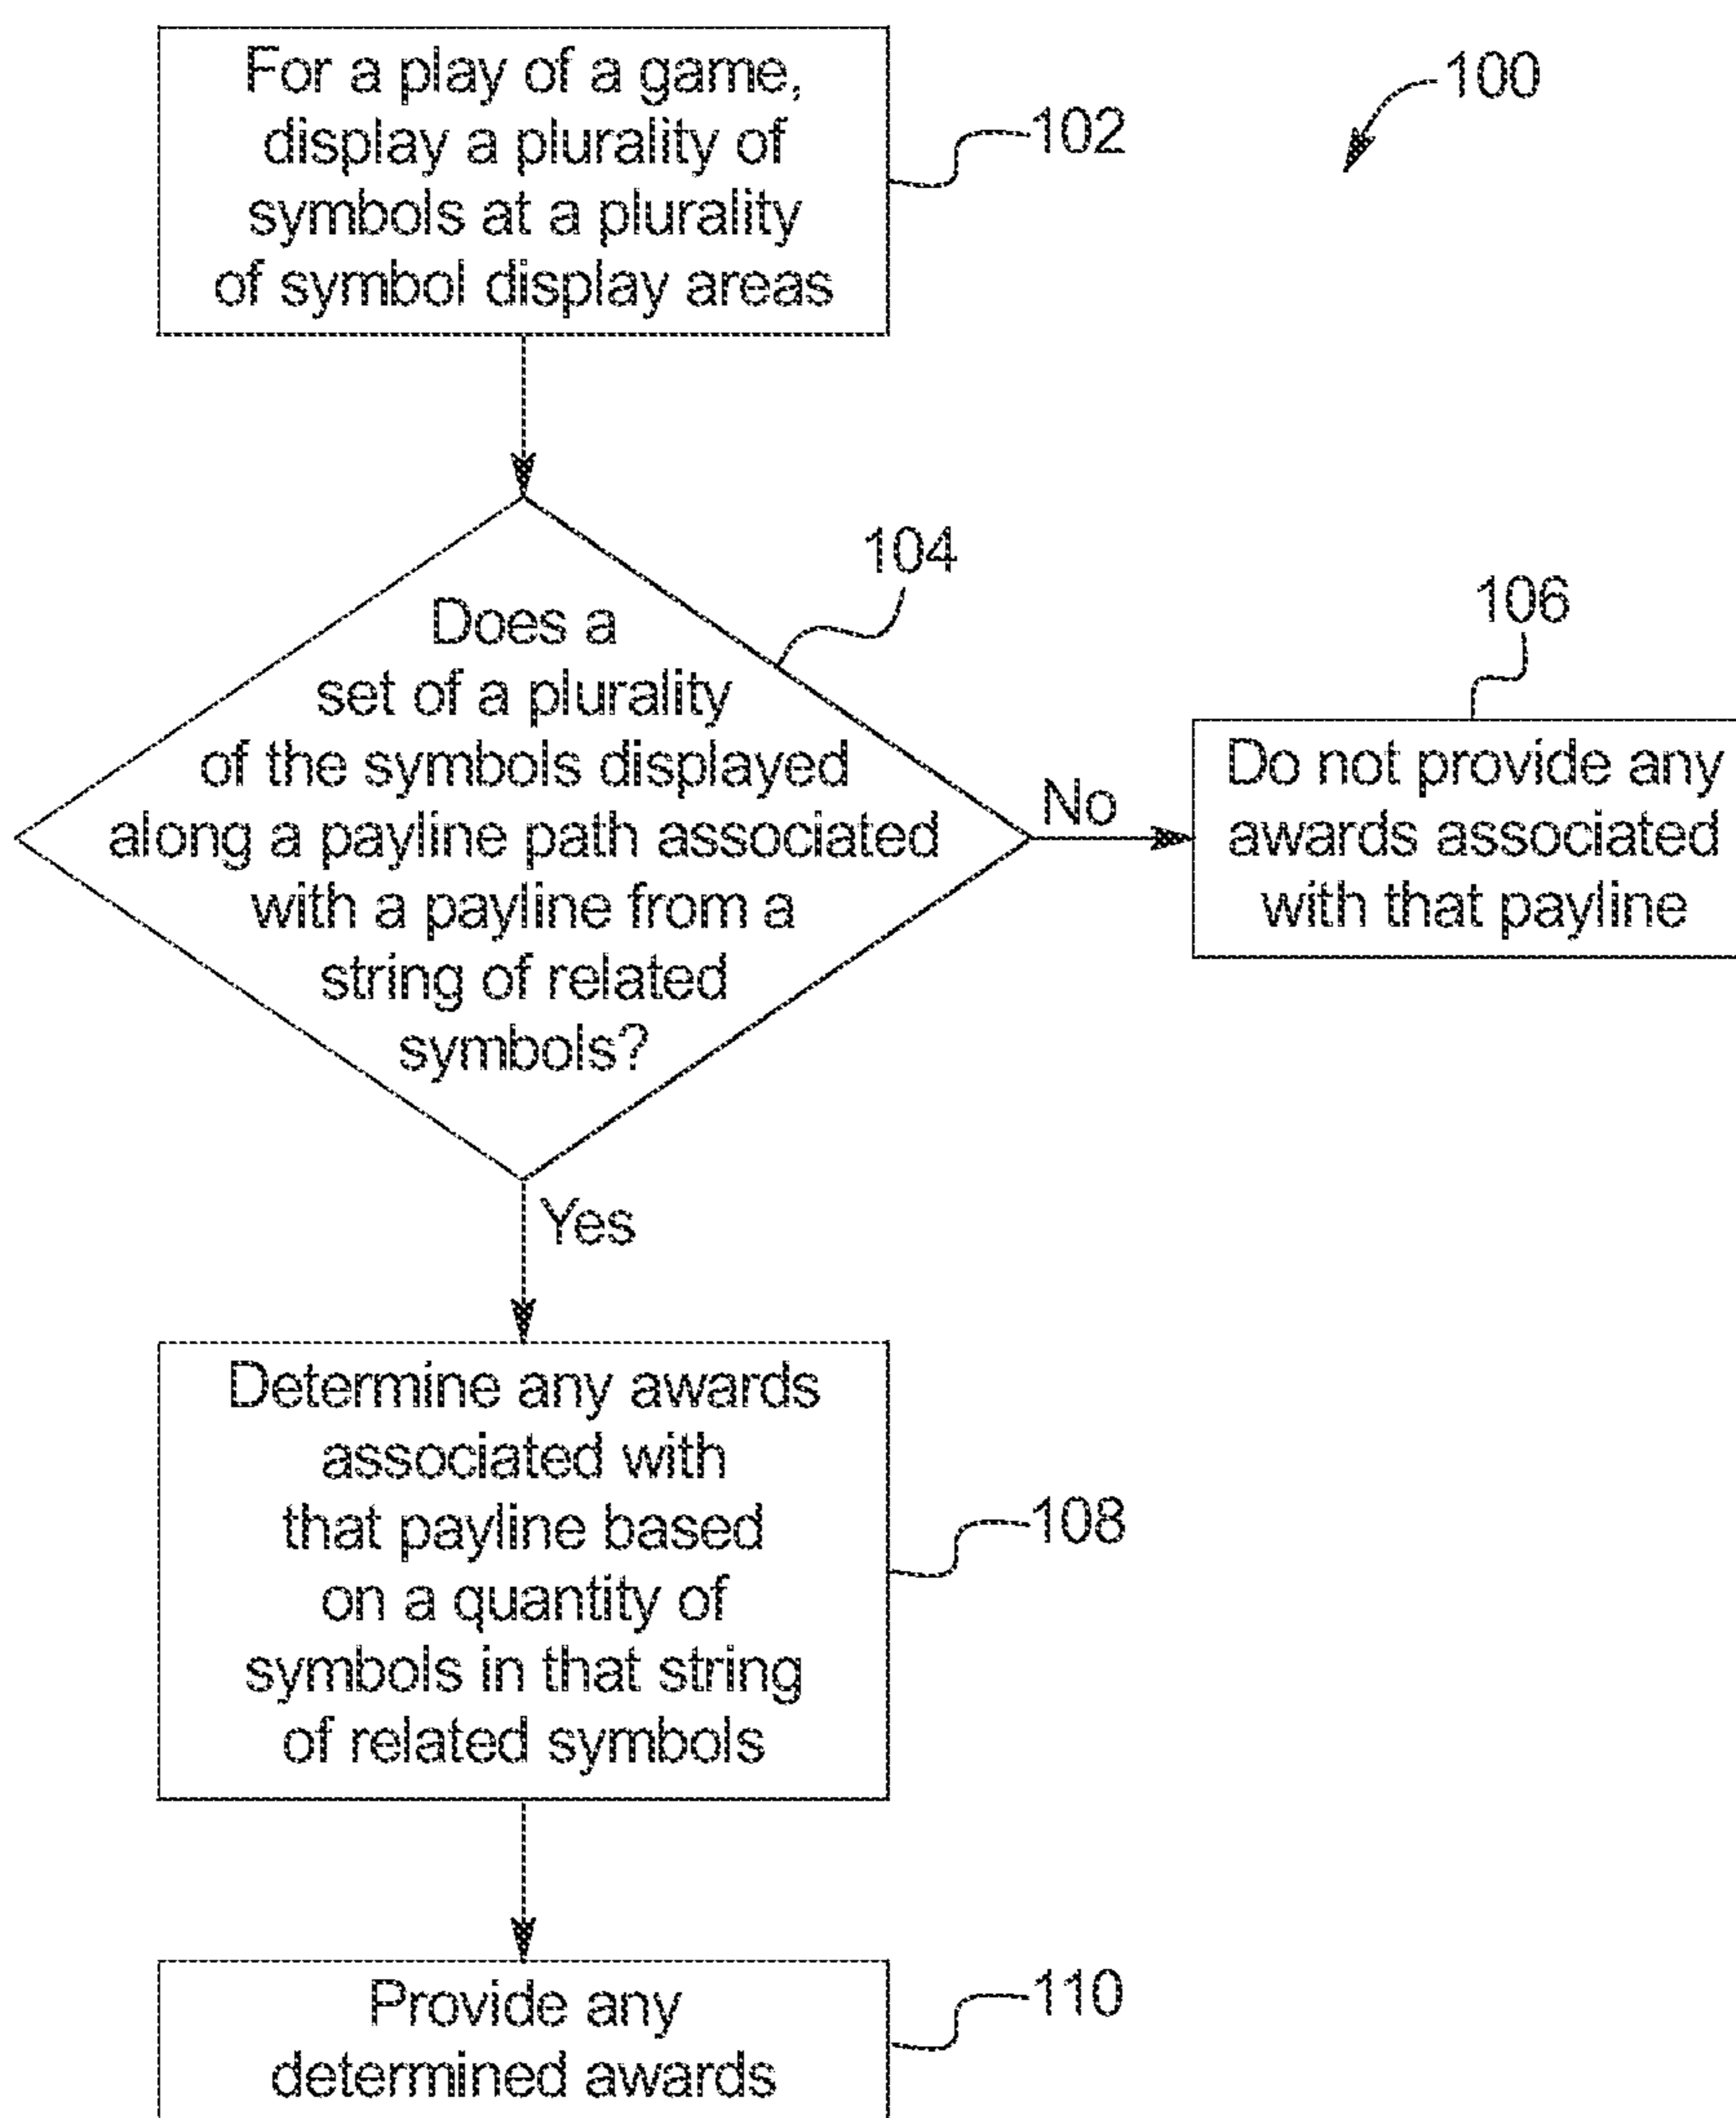 For a play of a game,
display a plurality of
symbols at a plurality
of symbol display areas
100
102
Does a
set of a plurality
of the symbols displayed
along a payline path associated
with a payline from a
string of related
symbols?
104
No
106
Do not provide any
awards associated
with that payline
Yes
Determine any awards
associated with
that payline based
on a quantity of
symbols in that string
of related symbols
108
Provide any
determined awards
110